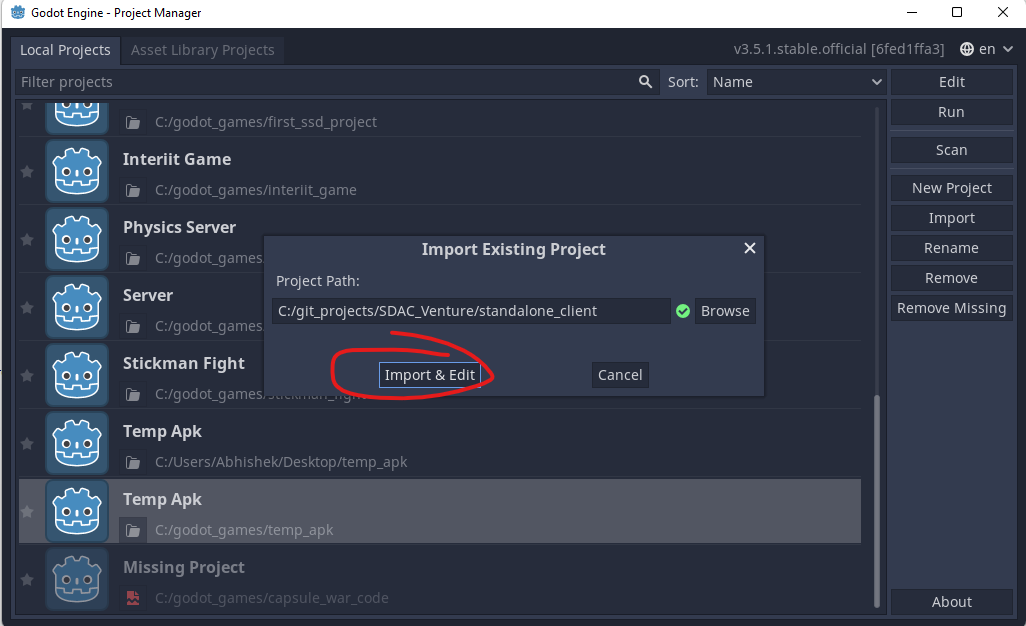 Godot Engine - Project Manager
Local Projects
Asset Library Projects
v3.5.1.stable.official [6fed1ffa3]
en
Filter projects
Sort:
Name
Edit
Run
Scan
New Project
Import
Rename
Remove
Remove Missing
About
C:/godot_games/first_ssd_project
Interiit Game
C:/godot_games/interiit_game
Physics Server
C:/godot_games
Server
C:/godot_games
Stickman Fight
C:/godot_games/stickman_fight
Temp Apk
C:/Users/Abhishek/Desktop/temp_apk
Temp Apk
C:/godot_games/temp_apk
Missing Project
C:/godot_games/capsule_war_code
Import Existing Project
Project Path:
C:/git_projects/SDAC_Venture/standalone_client
Browse
Import & Edit
Cancel